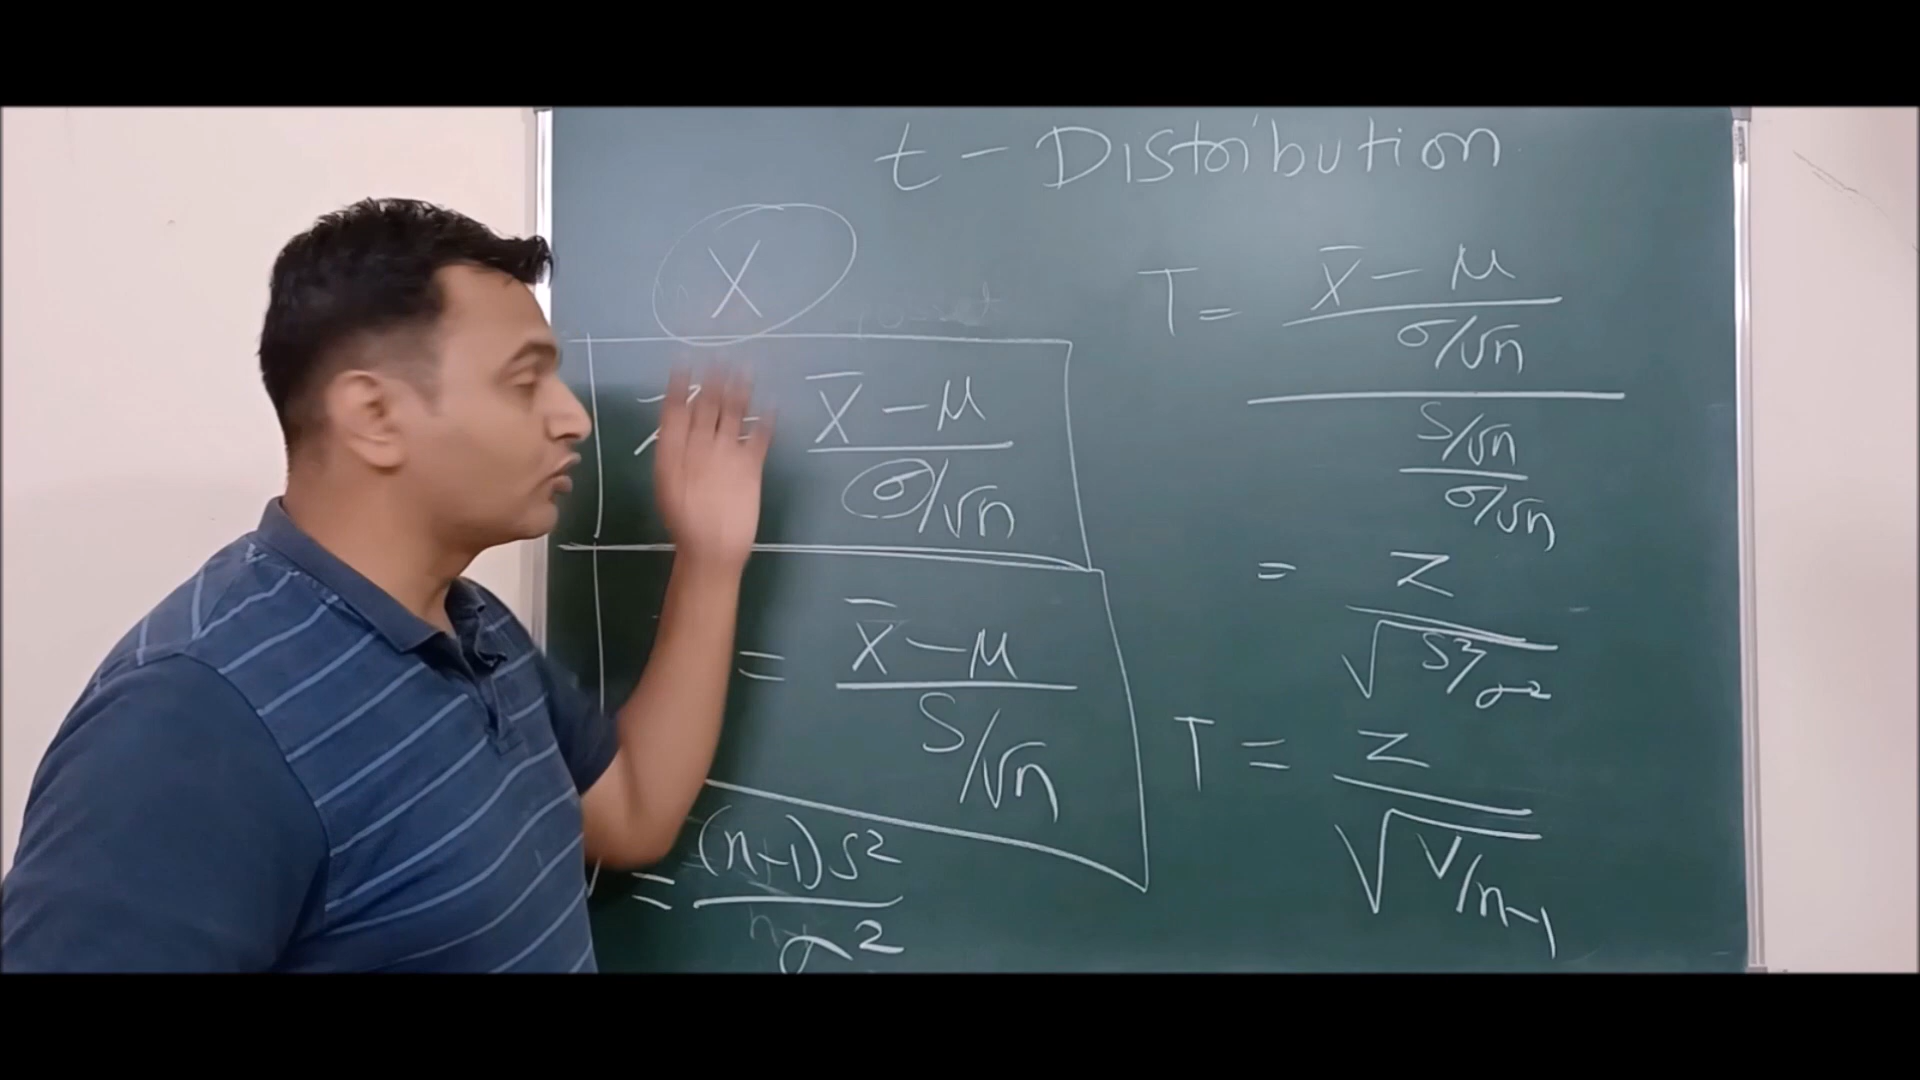 t - Distribution
X
Z = X̄ - μ / σ/√n
= X̄ - μ / S/√n
= (n-1)S² / σ²
T = X̄ - μ / σ/√n
S/√n / σ/√n
= Z / √S²/σ²
T = Z / √V/n-1